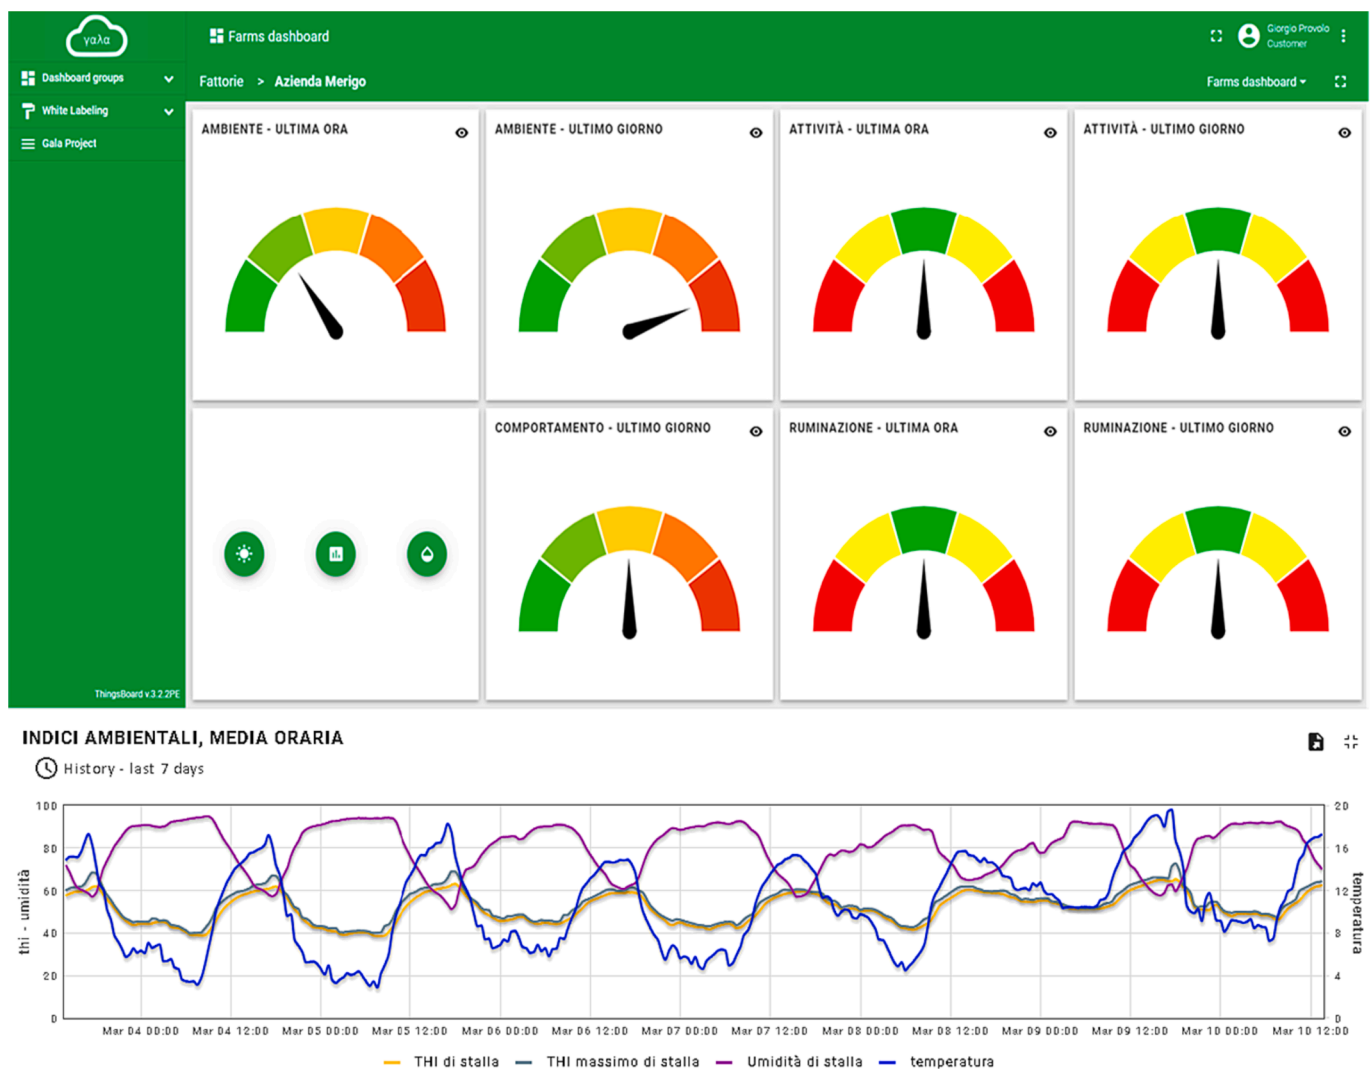 γαλα
Farms dashboard
Giorgio Provolo
Customer
Dashboard groups
Fattorie > Azienda Merigo
Farms dashboard
White Labeling
Gala Project
AMBIENTE - ULTIMA ORA
AMBIENTE - ULTIMO GIORNO
ATTIVITÀ - ULTIMA ORA
ATTIVITÀ - ULTIMO GIORNO
COMPORTAMENTO - ULTIMO GIORNO
RUMINAZIONE - ULTIMA ORA
RUMINAZIONE - ULTIMO GIORNO
ThingsBoard v.3.2.2PE
INDICI AMBIENTALI, MEDIA ORARIA
History - last 7 days
100
80
60
40
20
0
thi - umidità
20
16
12
8
4
0
temperatura
Mar 04 00:00 Mar 04 12:00 Mar 05 00:00 Mar 05 12:00 Mar 06 00:00 Mar 06 12:00 Mar 07 00:00 Mar 07 12:00 Mar 08 00:00 Mar 08 12:00 Mar 09 00:00 Mar 09 12:00 Mar 10 00:00 Mar 10 12:00
THI di stalla THI massimo di stalla Umidità di stalla temperatura